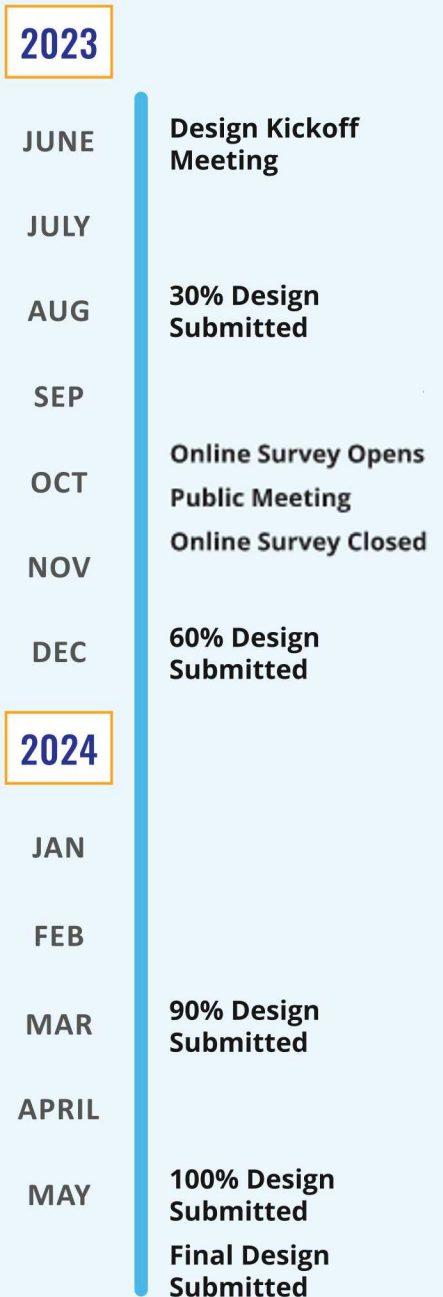 2023
JUNE
Design Kickoff
Meeting
JULY
AUG
30% Design
Submitted
SEP
OCT
Online Survey Opens
Public Meeting
Online Survey Closed
NOV
DEC
60% Design
Submitted
2024
JAN
FEB
MAR
90% Design
Submitted
APRIL
MAY
100% Design
Submitted
Final Design
Submitted